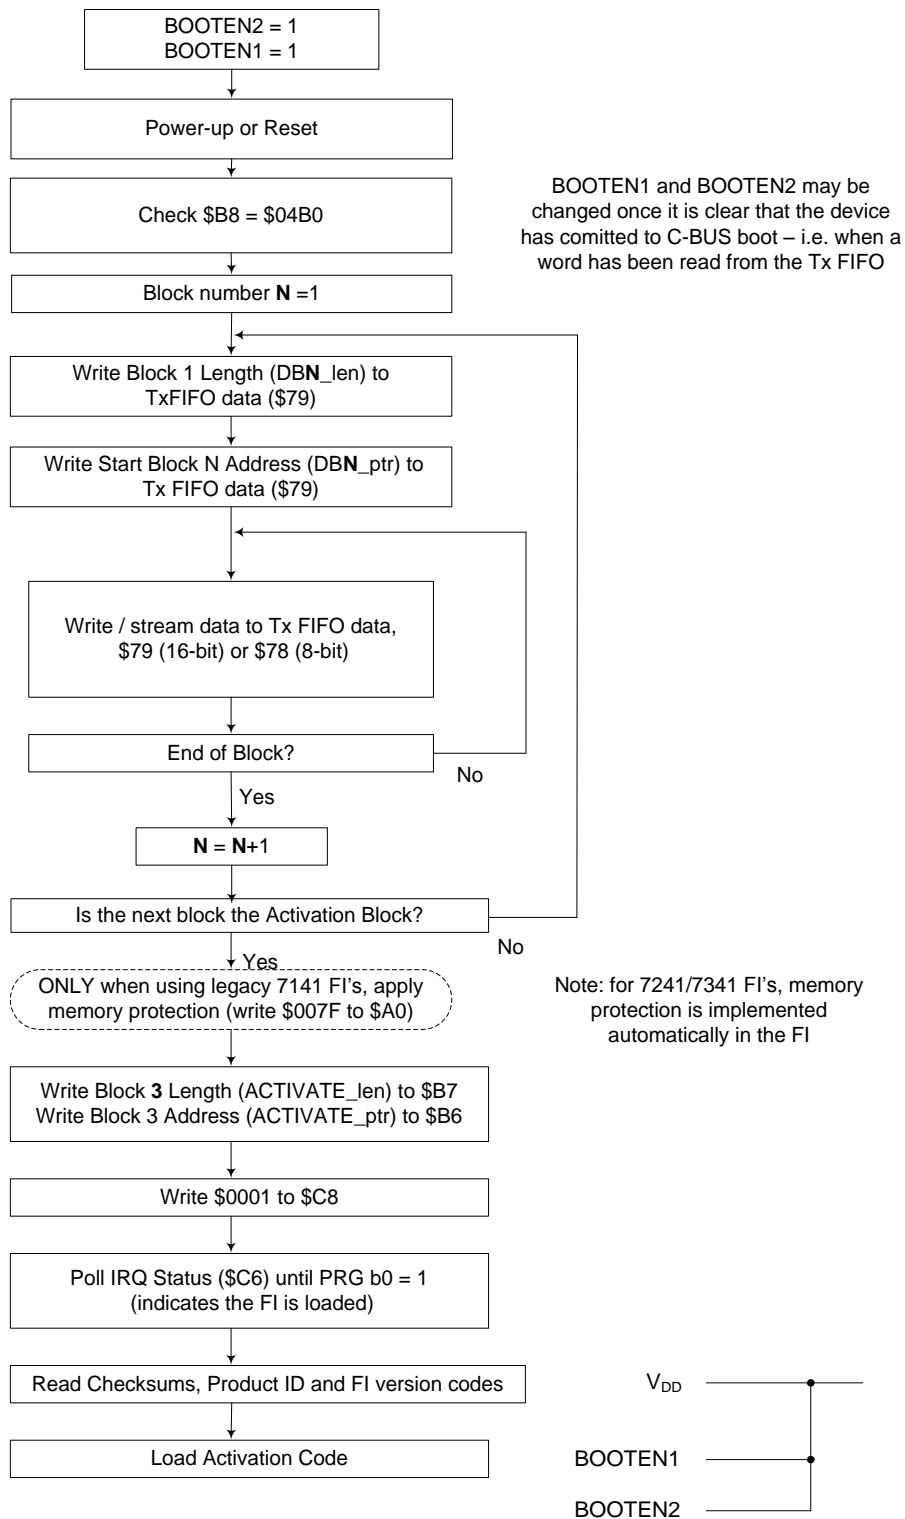 BOOTEN2 = 1
BOOTEN1 = 1
Power-up or Reset
Check $B8 = $04B0
BOOTEN1 and BOOTEN2 may be
changed once it is clear that the device
has comitted to C-BUS boot – i.e. when a
word has been read from the Tx FIFO
Block number N =1
Write Block 1 Length (DBN_len) to
TxFIFO data ($79)
Write Start Block N Address (DBN_ptr) to
Tx FIFO data ($79)
Write / stream data to Tx FIFO data,
$79 (16-bit) or $78 (8-bit)
End of Block?
No
Yes
N = N+1
Is the next block the Activation Block?
No
Yes
ONLY when using legacy 7141 FI's, apply
memory protection (write $007F to $A0)
Note: for 7241/7341 FI's, memory
protection is implemented
automatically in the FI
Write Block 3 Length (ACTIVATE_len) to $B7
Write Block 3 Address (ACTIVATE_ptr) to $B6
Write $0001 to $C8
Poll IRQ Status ($C6) until PRG b0 = 1
(indicates the FI is loaded)
Read Checksums, Product ID and FI version codes
Load Activation Code
VDD
BOOTEN1
BOOTEN2